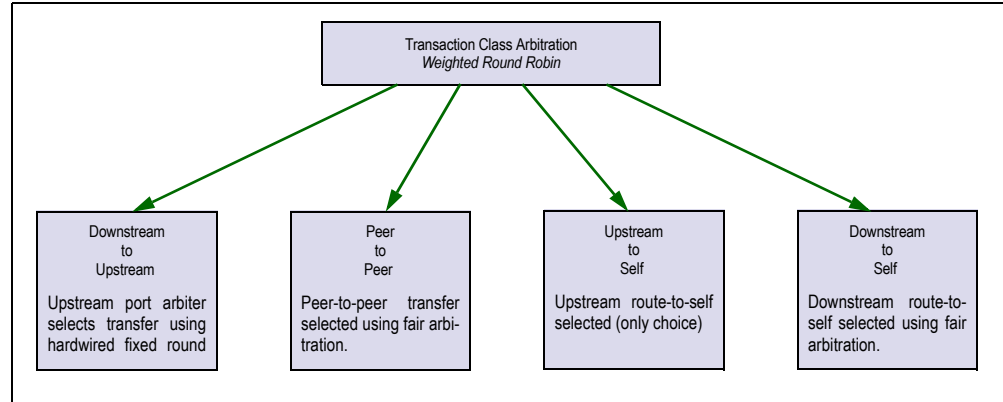 Transaction Class Arbitration
Weighted Round Robin
Downstream
to
Upstream
Upstream port arbiter
selects transfer using
hardwired fixed round
Peer
to
Peer
Peer-to-peer transfer
selected using fair arbi-
tration.
Upstream
to
Self
Upstream route-to-self
selected (only choice)
Downstream
to
Self
Downstream route-to-
self selected using fair
arbitration.